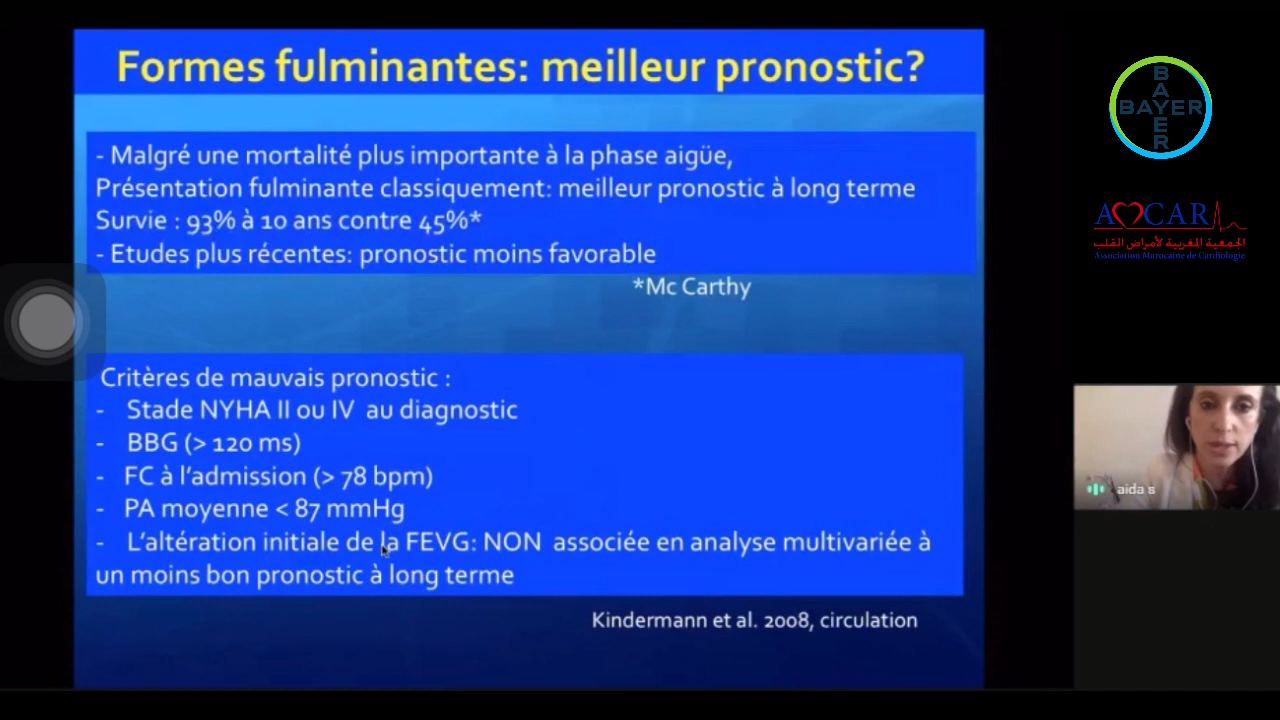 Formes fulminantes: meilleur pronostic?
- Malgré une mortalité plus importante à la phase aigüe,
Présentation fulminante classiquement: meilleur pronostic à long terme
Survie : 93% à 10 ans contre 45%*
- Etudes plus récentes: pronostic moins favorable
*Mc Carthy
Critères de mauvais pronostic :
- Stade NYHA II ou IV au diagnostic
- BBG (> 120 ms)
- FC à l'admission (> 78 bpm)
- PA moyenne < 87 mmHg
- L'altération initiale de la FEVG: NON associée en analyse multivariée à
un moins bon pronostic à long terme
Kindermann et al. 2008, circulation
BAYER
BAYER
AMCAR
الجمعية المغربية لأمراض القلب
Association Marocaine de Cardiologie
aida s